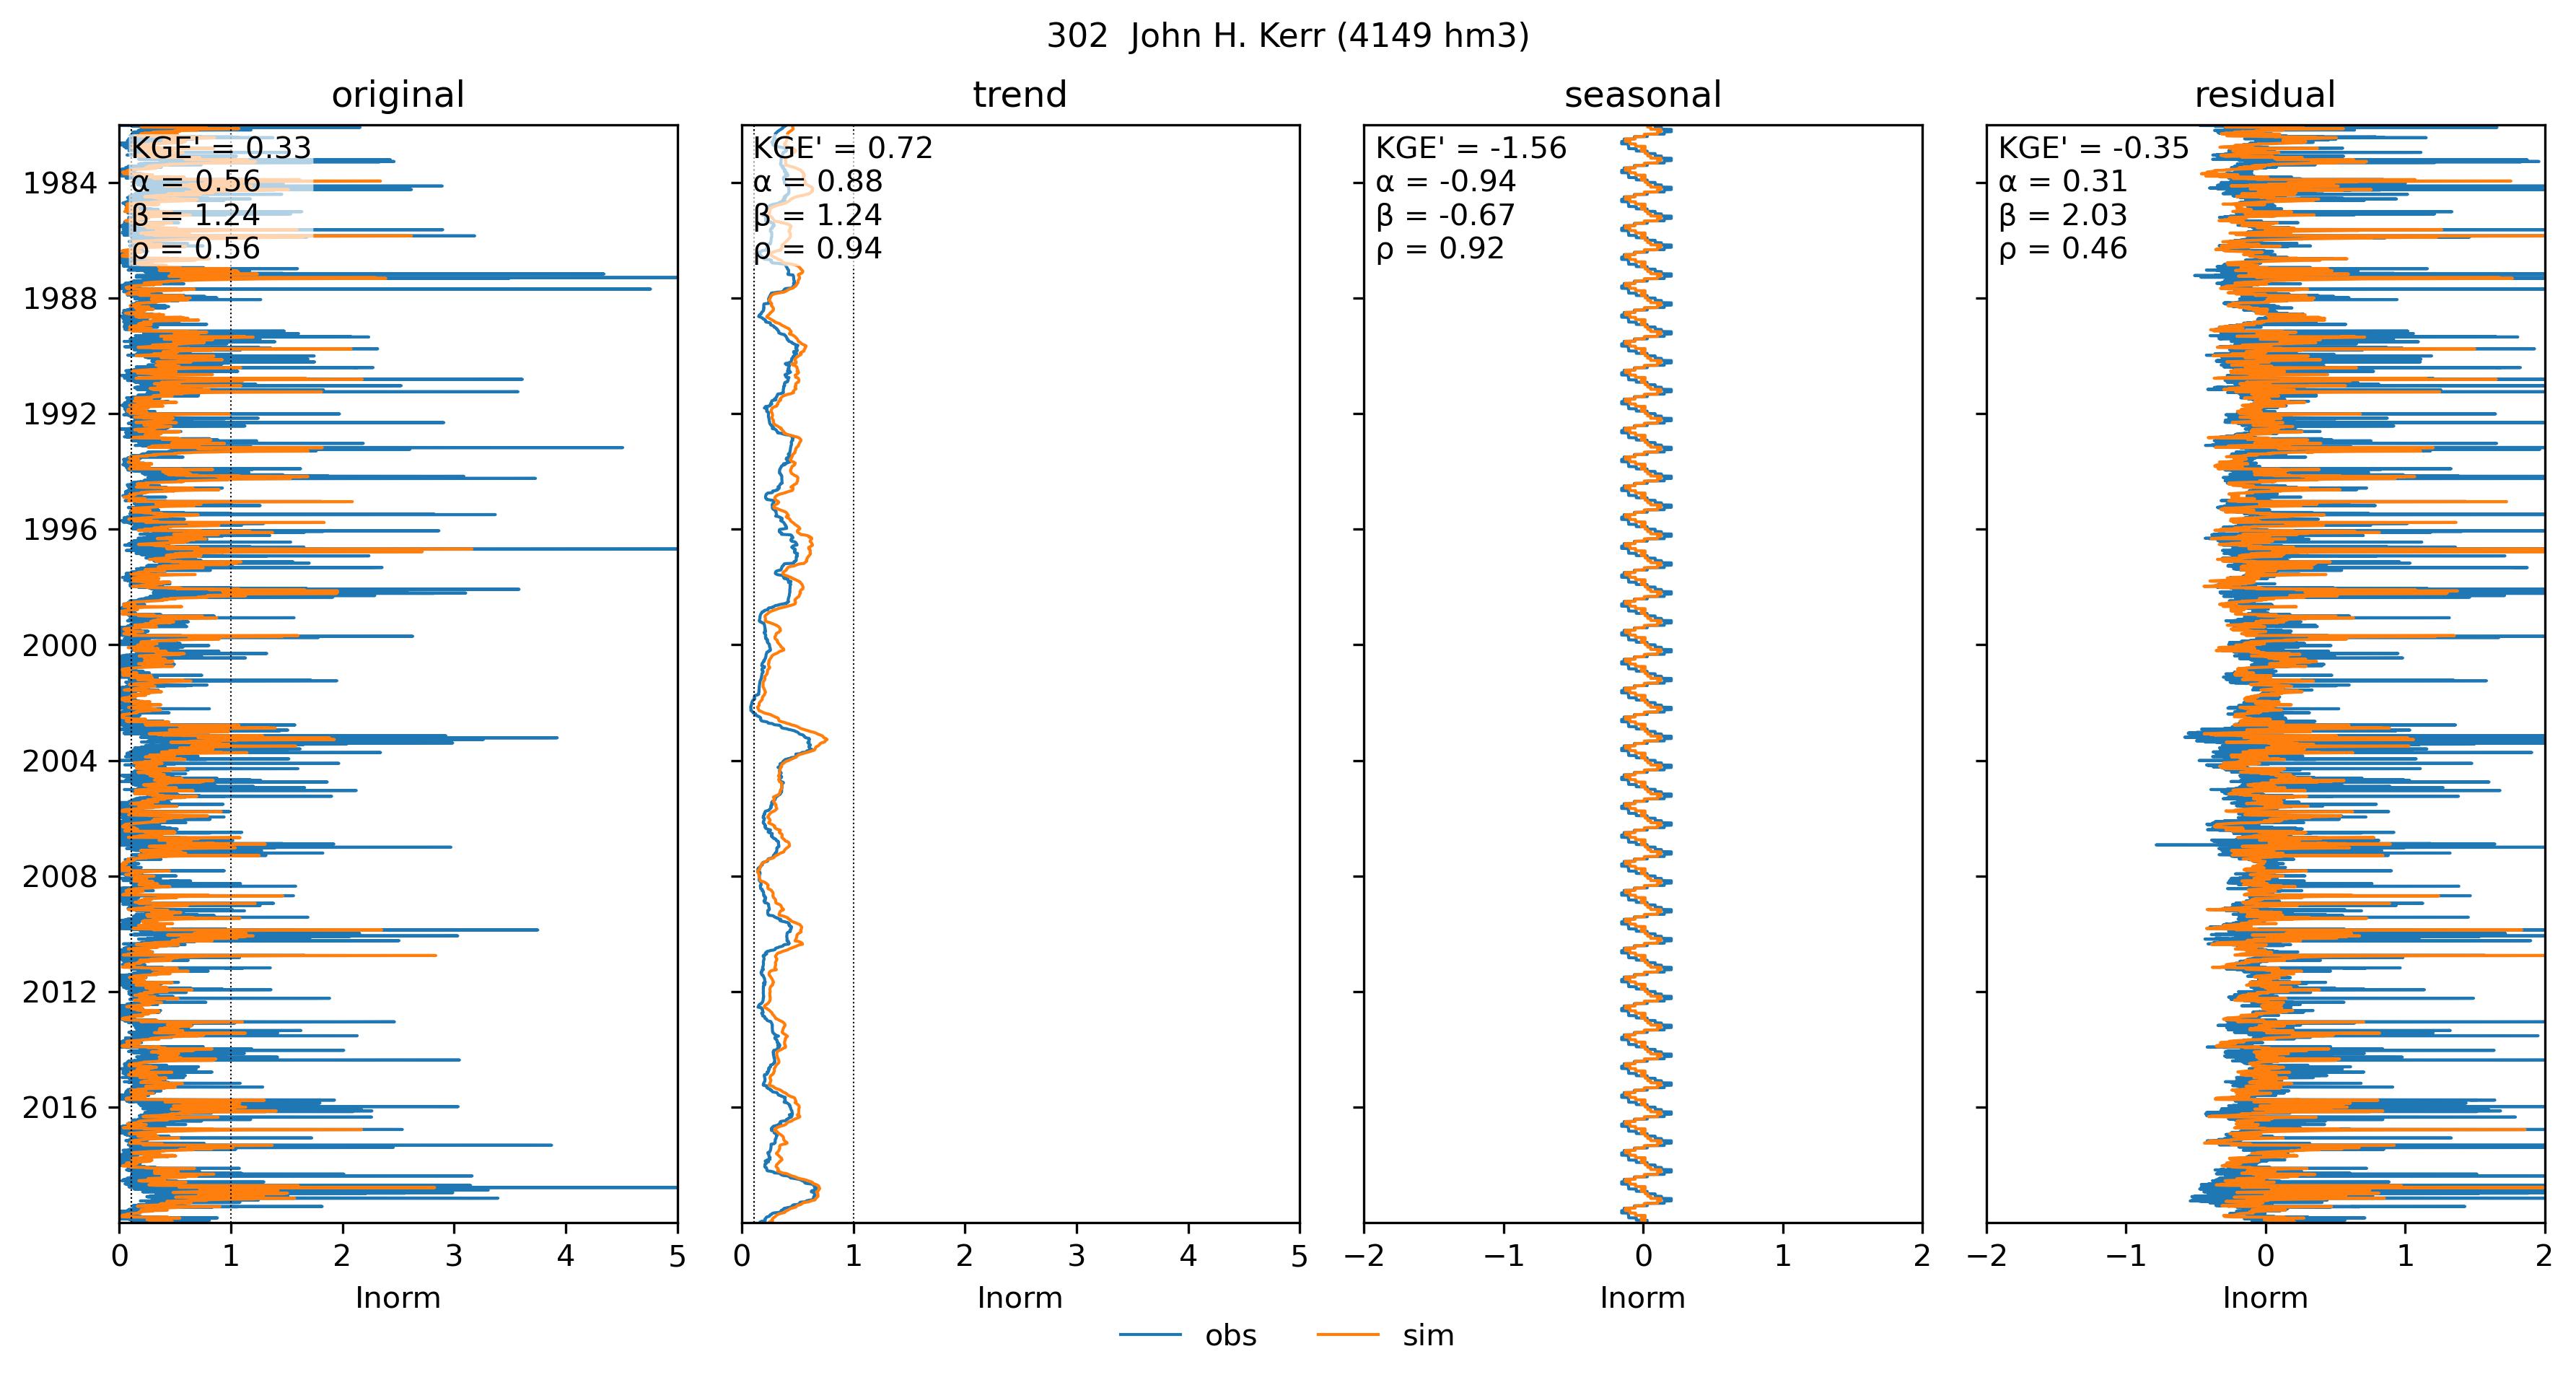 302  John H. Kerr (4149 hm3)
original
trend
seasonal
residual
KGE' = 0.33
α = 0.56
β = 1.24
ρ = 0.56
KGE' = 0.72
α = 0.88
β = 1.24
ρ = 0.94
KGE' = -1.56
α = -0.94
β = -0.67
ρ = 0.92
KGE' = -0.35
α = 0.31
β = 2.03
ρ = 0.46
1984
1988
1992
1996
2000
2004
2008
2012
2016
0 1 2 3 4 5
0 1 2 3 4 5
−2 −1 0 1 2
−2 −1 0 1 2
Inorm
Inorm
Inorm
Inorm
obs
sim